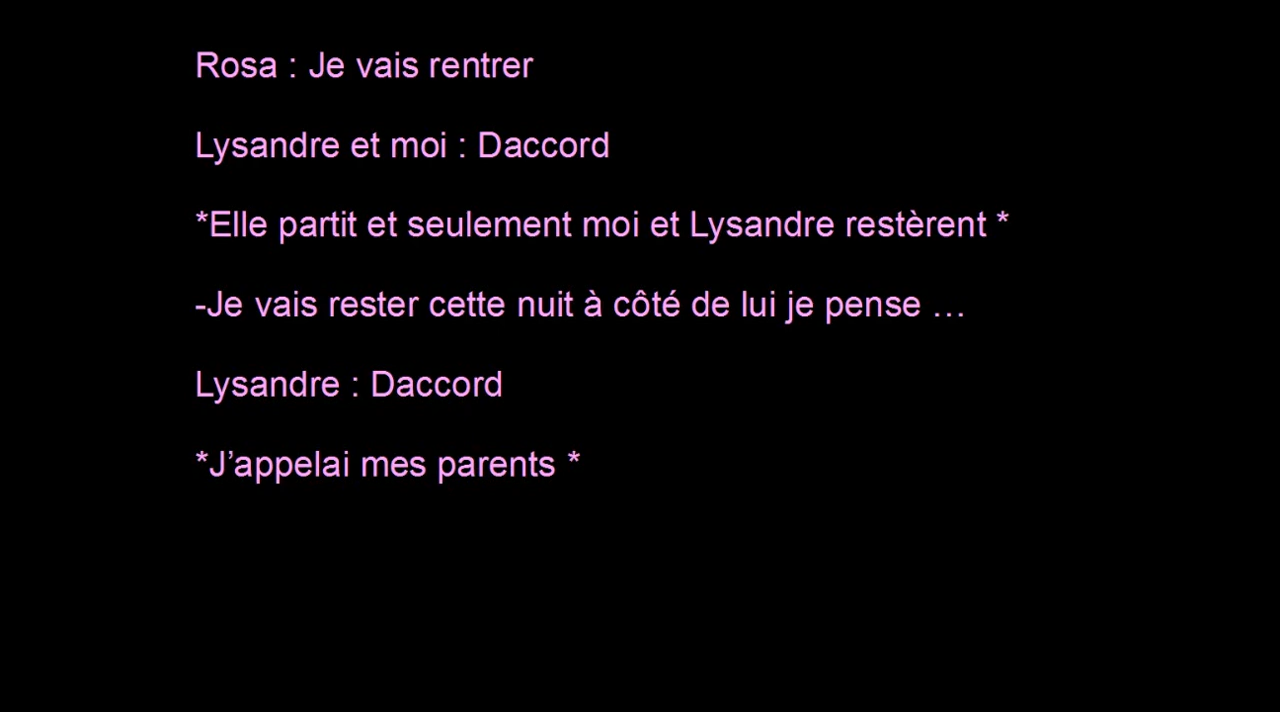 Rosa : Je vais rentrer
Lysandre et moi : Daccord
*Elle partit et seulement moi et Lysandre restèrent *
-Je vais rester cette nuit à côté de lui je pense …
Lysandre : Daccord
*J’appelai mes parents *